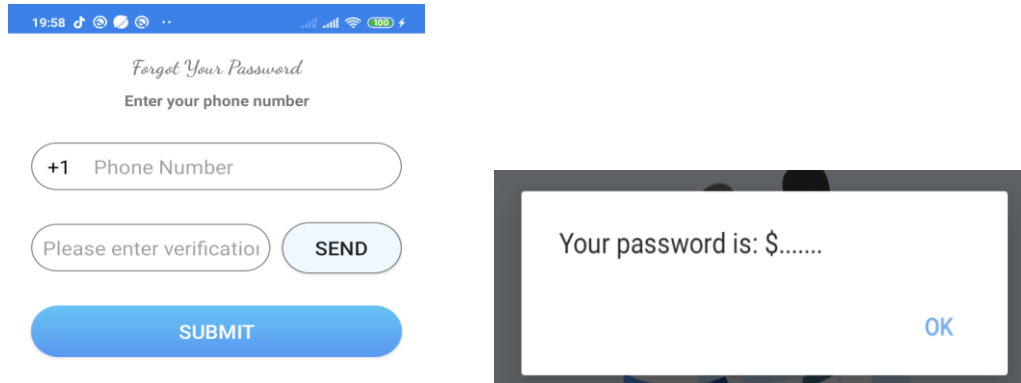 19:58
100
Forgot Your Password
Enter your phone number
+1 Phone Number
Please enter verification
SEND
SUBMIT
Your password is: $.......
OK